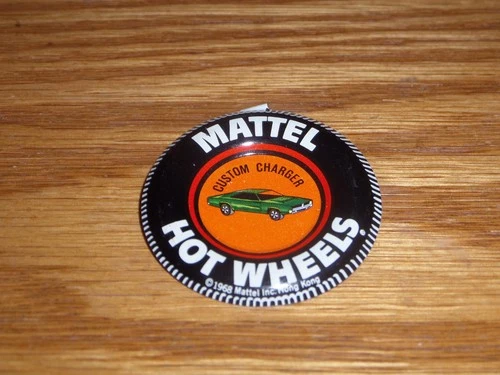 MATTEL
CUSTOM CHARGER
HOT WHEELS
©1968 Mattel Inc. Hong Kong